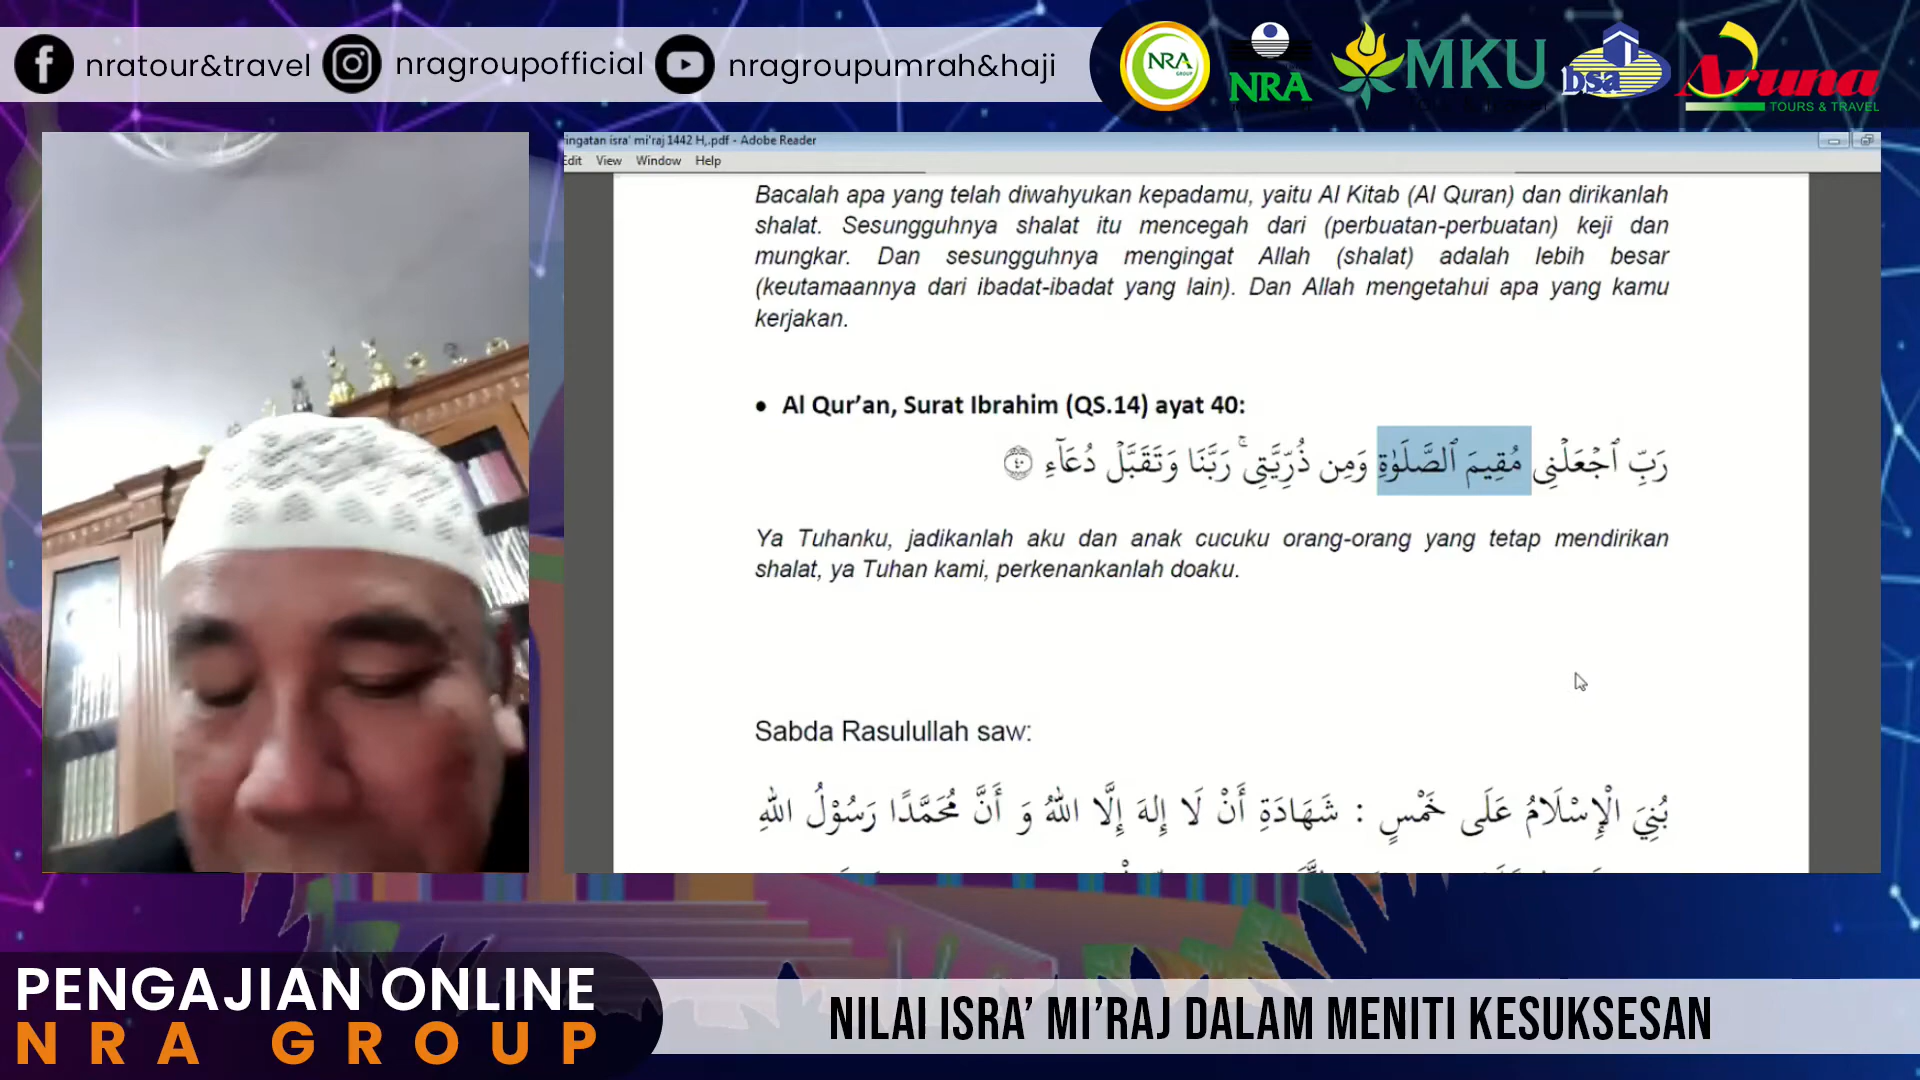 nratour&travel nragroupofficial nragroupumrah&haji
NRA
GROUP
NRA
MKU
bsa
Aruna
TOURS & TRAVEL
ingatan isra' mi'raj 1442 H,.pdf - Adobe Reader
Edit View Window Help
Bacalah apa yang telah diwahyukan kepadamu, yaitu Al Kitab (Al Quran) dan dirikanlah
shalat. Sesungguhnya shalat itu mencegah dari (perbuatan-perbuatan) keji dan
mungkar. Dan sesungguhnya mengingat Allah (shalat) adalah lebih besar
(keutamaannya dari ibadat-ibadat yang lain). Dan Allah mengetahui apa yang kamu
kerjakan.
• Al Qur'an, Surat Ibrahim (QS.14) ayat 40:
رَبِّ ٱجْعَلْنِى مُقِيمَ ٱلصَّلَوٰةِ وَمِن ذُرِّيَّتِى ۚ رَبَّنَا وَتَقَبَّلْ دُعَآءِ ٤٠
Ya Tuhanku, jadikanlah aku dan anak cucuku orang-orang yang tetap mendirikan
shalat, ya Tuhan kami, perkenankanlah doaku.
Sabda Rasulullah saw:
بُنِيَ الْإِسْلَامُ عَلَى خَمْسٍ : شَهَادَةِ أَنْ لَا إِلهَ إِلَّا اللهُ وَ أَنَّ مُحَمَّدًا رَسُوْلُ اللهِ
PENGAJIAN ONLINE
NRA GROUP
NILAI ISRA' MI'RAJ DALAM MENITI KESUKSESAN